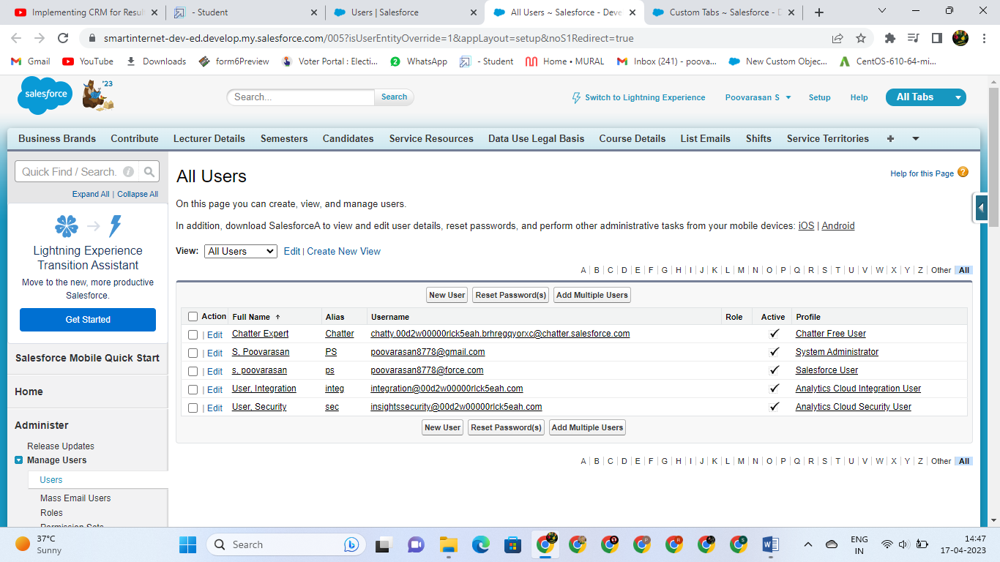 Implementing CRM for Resul
- Student
Users | Salesforce
All Users ~ Salesforce - Deve
Custom Tabs ~ Salesforce - D
smartinternet-dev-ed.develop.my.salesforce.com/005?isUserEntityOverride=1&appLayout=setup&noS1Redirect=true
Gmail YouTube Downloads form6Preview Voter Portal : Electi... WhatsApp - Student Home • MURAL Inbox (241) - poova... New Custom Objec... CentOS-610-64-mi...
salesforce '23 Search... Search Switch to Lightning Experience Poovarasan S Setup Help All Tabs
Business Brands Contribute Lecturer Details Semesters Candidates Service Resources Data Use Legal Basis Course Details List Emails Shifts Service Territories +
Quick Find / Search...
Expand All | Collapse All
Lightning Experience
Transition Assistant
Move to the new, more productive
Salesforce.
Get Started
Salesforce Mobile Quick Start
Home
Administer
Release Updates
Manage Users
Users
Mass Email Users
Roles
Permission Sets
All Users
Help for this Page ?
On this page you can create, view, and manage users.
In addition, download SalesforceA to view and edit user details, reset passwords, and perform other administrative tasks from your mobile devices: iOS | Android
View: All Users Edit | Create New View
A | B | C | D | E | F | G | H | I | J | K | L | M | N | O | P | Q | R | S | T | U | V | W | X | Y | Z | Other | All
New User Reset Password(s) Add Multiple Users
Action Full Name ↑ Alias Username Role Active Profile
| Edit Chatter Expert Chatter chatty.00d2w00000rlck5eah.brhregqyorxc@chatter.salesforce.com ✓ Chatter Free User
| Edit S, Poovarasan PS poovarasan8778@gmail.com ✓ System Administrator
| Edit s, poovarasan ps poovarasan8778@force.com ✓ Salesforce User
| Edit User, Integration integ integration@00d2w00000rlck5eah.com ✓ Analytics Cloud Integration User
| Edit User, Security sec insightssecurity@00d2w00000rlck5eah.com ✓ Analytics Cloud Security User
New User Reset Password(s) Add Multiple Users
A | B | C | D | E | F | G | H | I | J | K | L | M | N | O | P | Q | R | S | T | U | V | W | X | Y | Z | Other | All
37°C
Sunny
Search
ENG
IN
14:47
17-04-2023